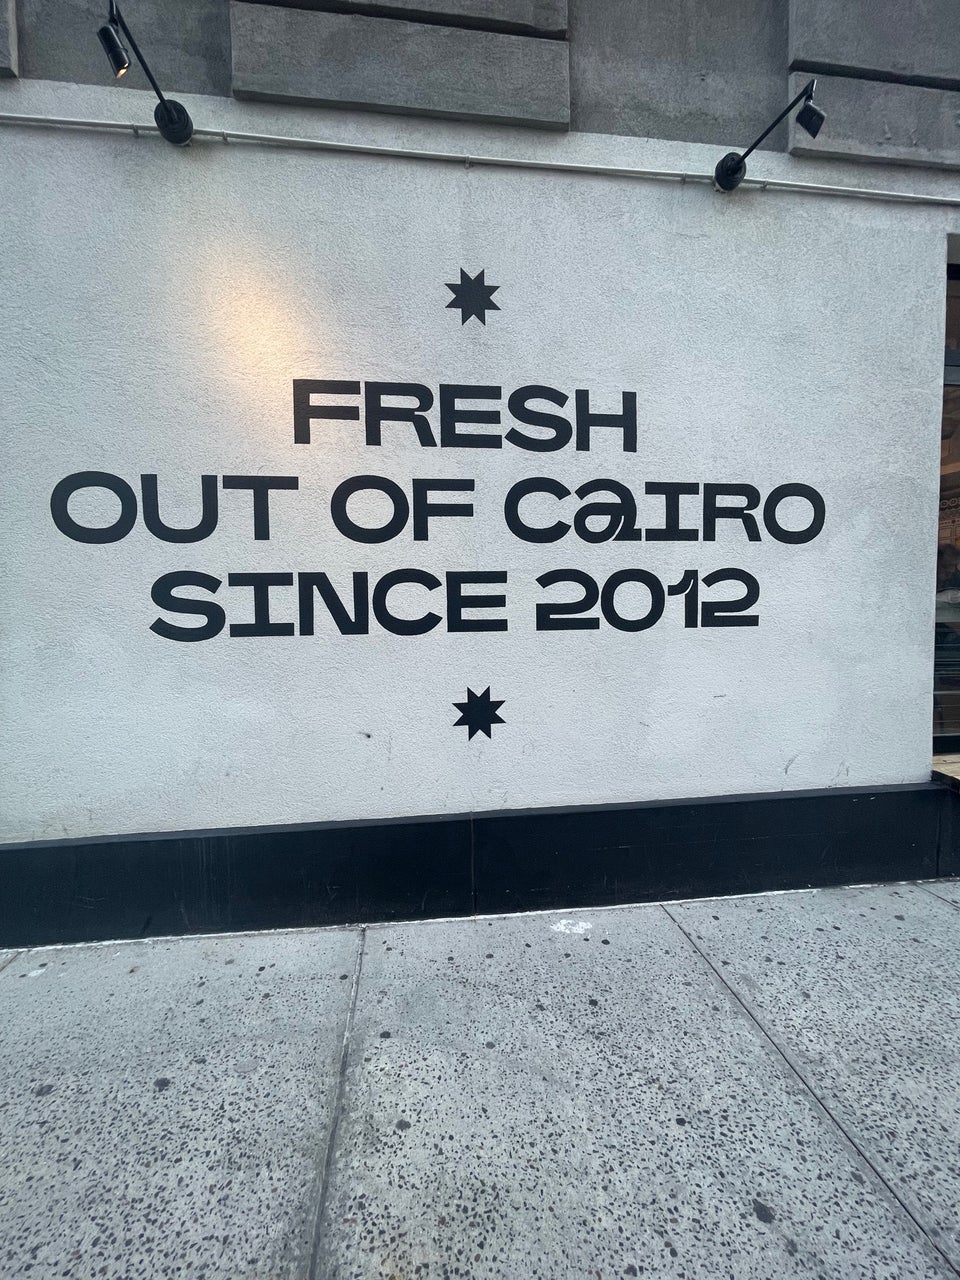 FRESH
OUT OF CaIRO
SINCE 2012